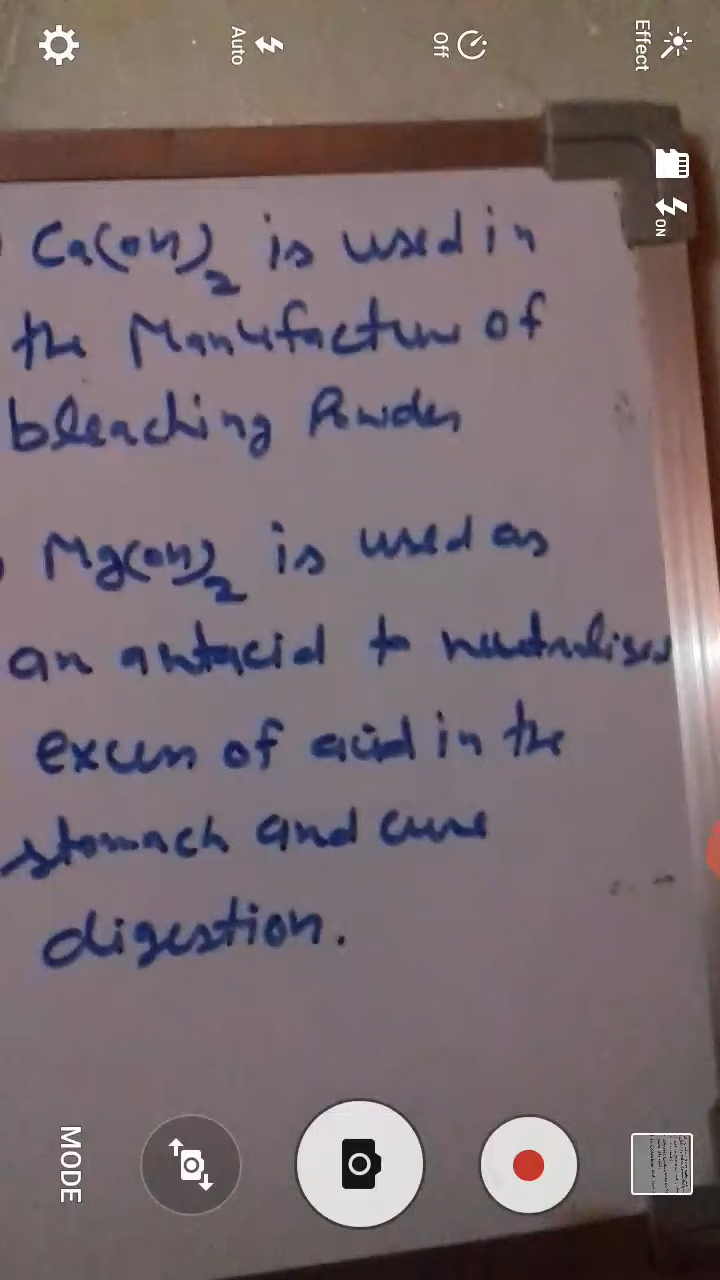 Effect
Off
Auto
ON
Ca(OH)2 is used in
the Manufacture of
bleaching Powder
Mg(OH)2 is used as
an antacid to neutralises
excess of acid in the
stomach and cure
digestion.
MODE